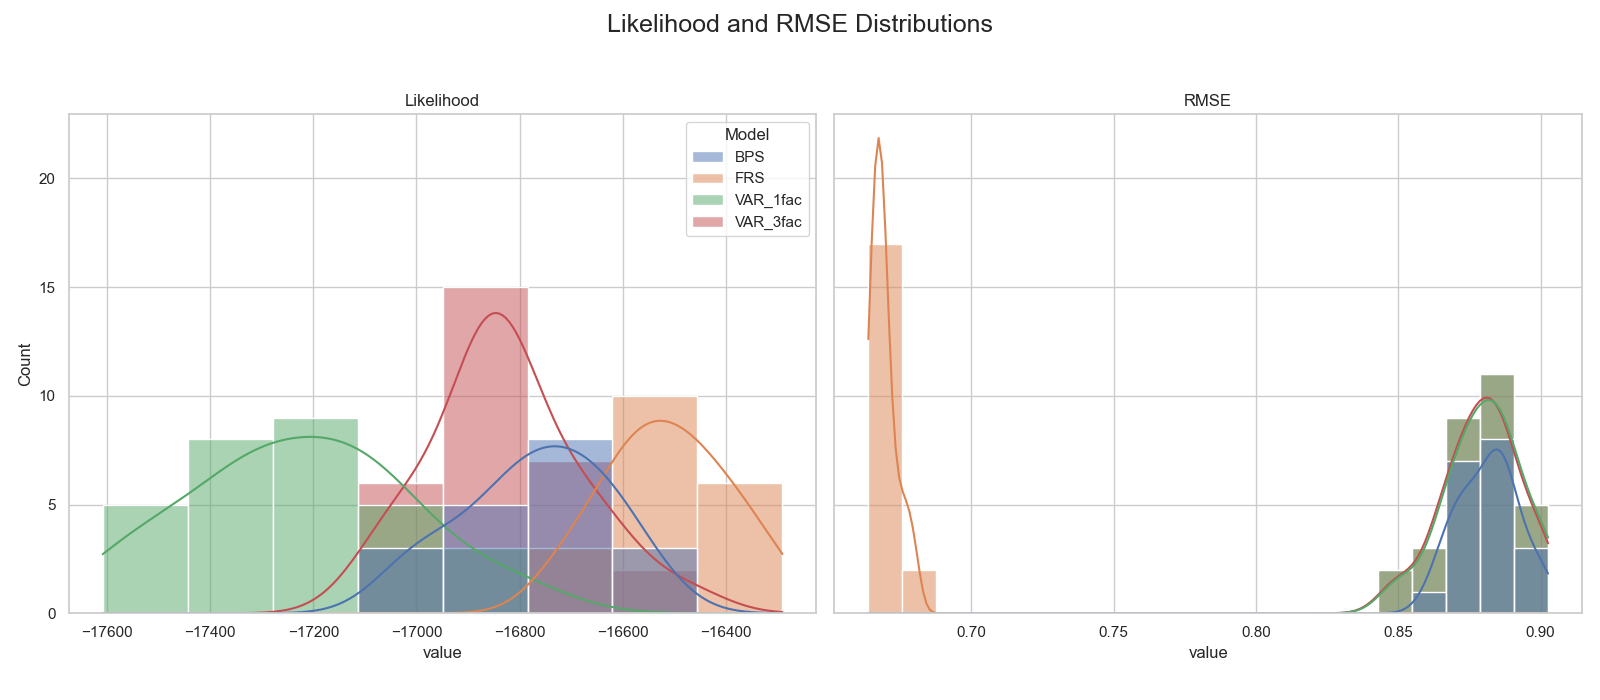 Likelihood and RMSE Distributions
Likelihood
RMSE
Model
BPS
FRS
VAR_1fac
VAR_3fac
Count
20
15
10
5
0
−17600 −17400 −17200 −17000 −16800 −16600 −16400
value
0.70 0.75 0.80 0.85 0.90
value